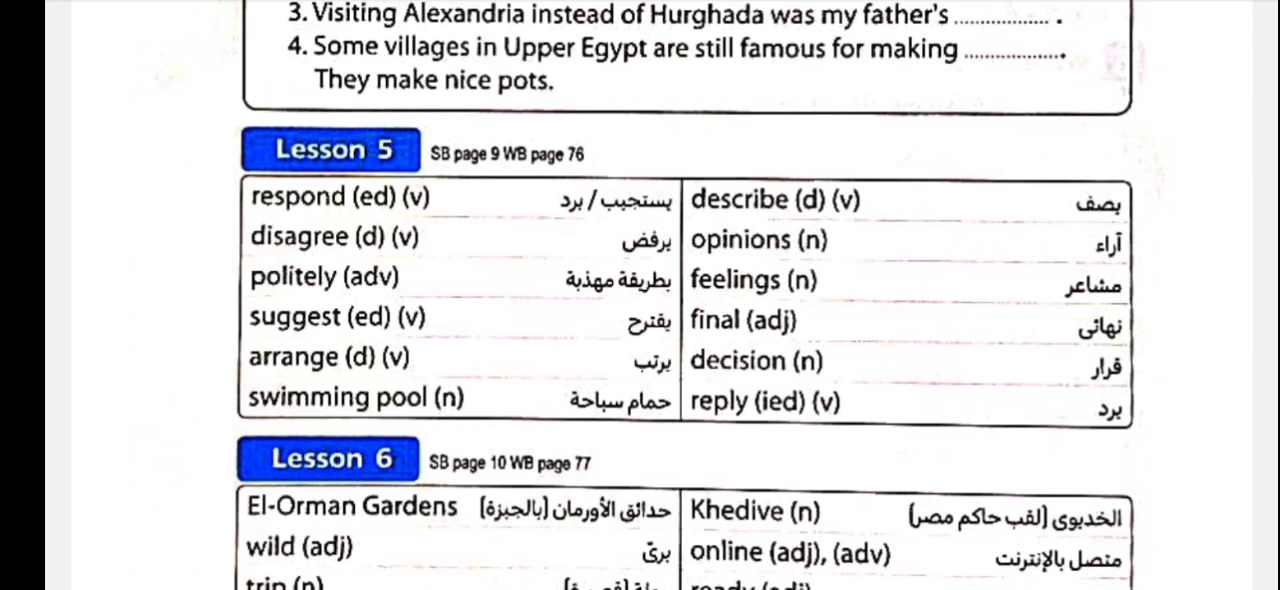 3. Visiting Alexandria instead of Hurghada was my father's ................... .
4. Some villages in Upper Egypt are still famous for making ...................
They make nice pots.
Lesson 5 SB page 9 WB page 76
respond (ed) (v) يستجيب / يرد describe (d) (v) يصف
disagree (d) (v) يرفض opinions (n) آراء
politely (adv) بطريقة مهذبة feelings (n) مشاعر
suggest (ed) (v) يقترح final (adj) نهائى
arrange (d) (v) يرتب decision (n) قرار
swimming pool (n) حمام سباحة reply (ied) (v) يرد
Lesson 6 SB page 10 WB page 77
El-Orman Gardens حدائق الأورمان (بالجيزة) Khedive (n) الخديوى (لقب حاكم مصر)
wild (adj) برىّ online (adj), (adv) متصل بالإنترنت
trip (n) ready (adj)